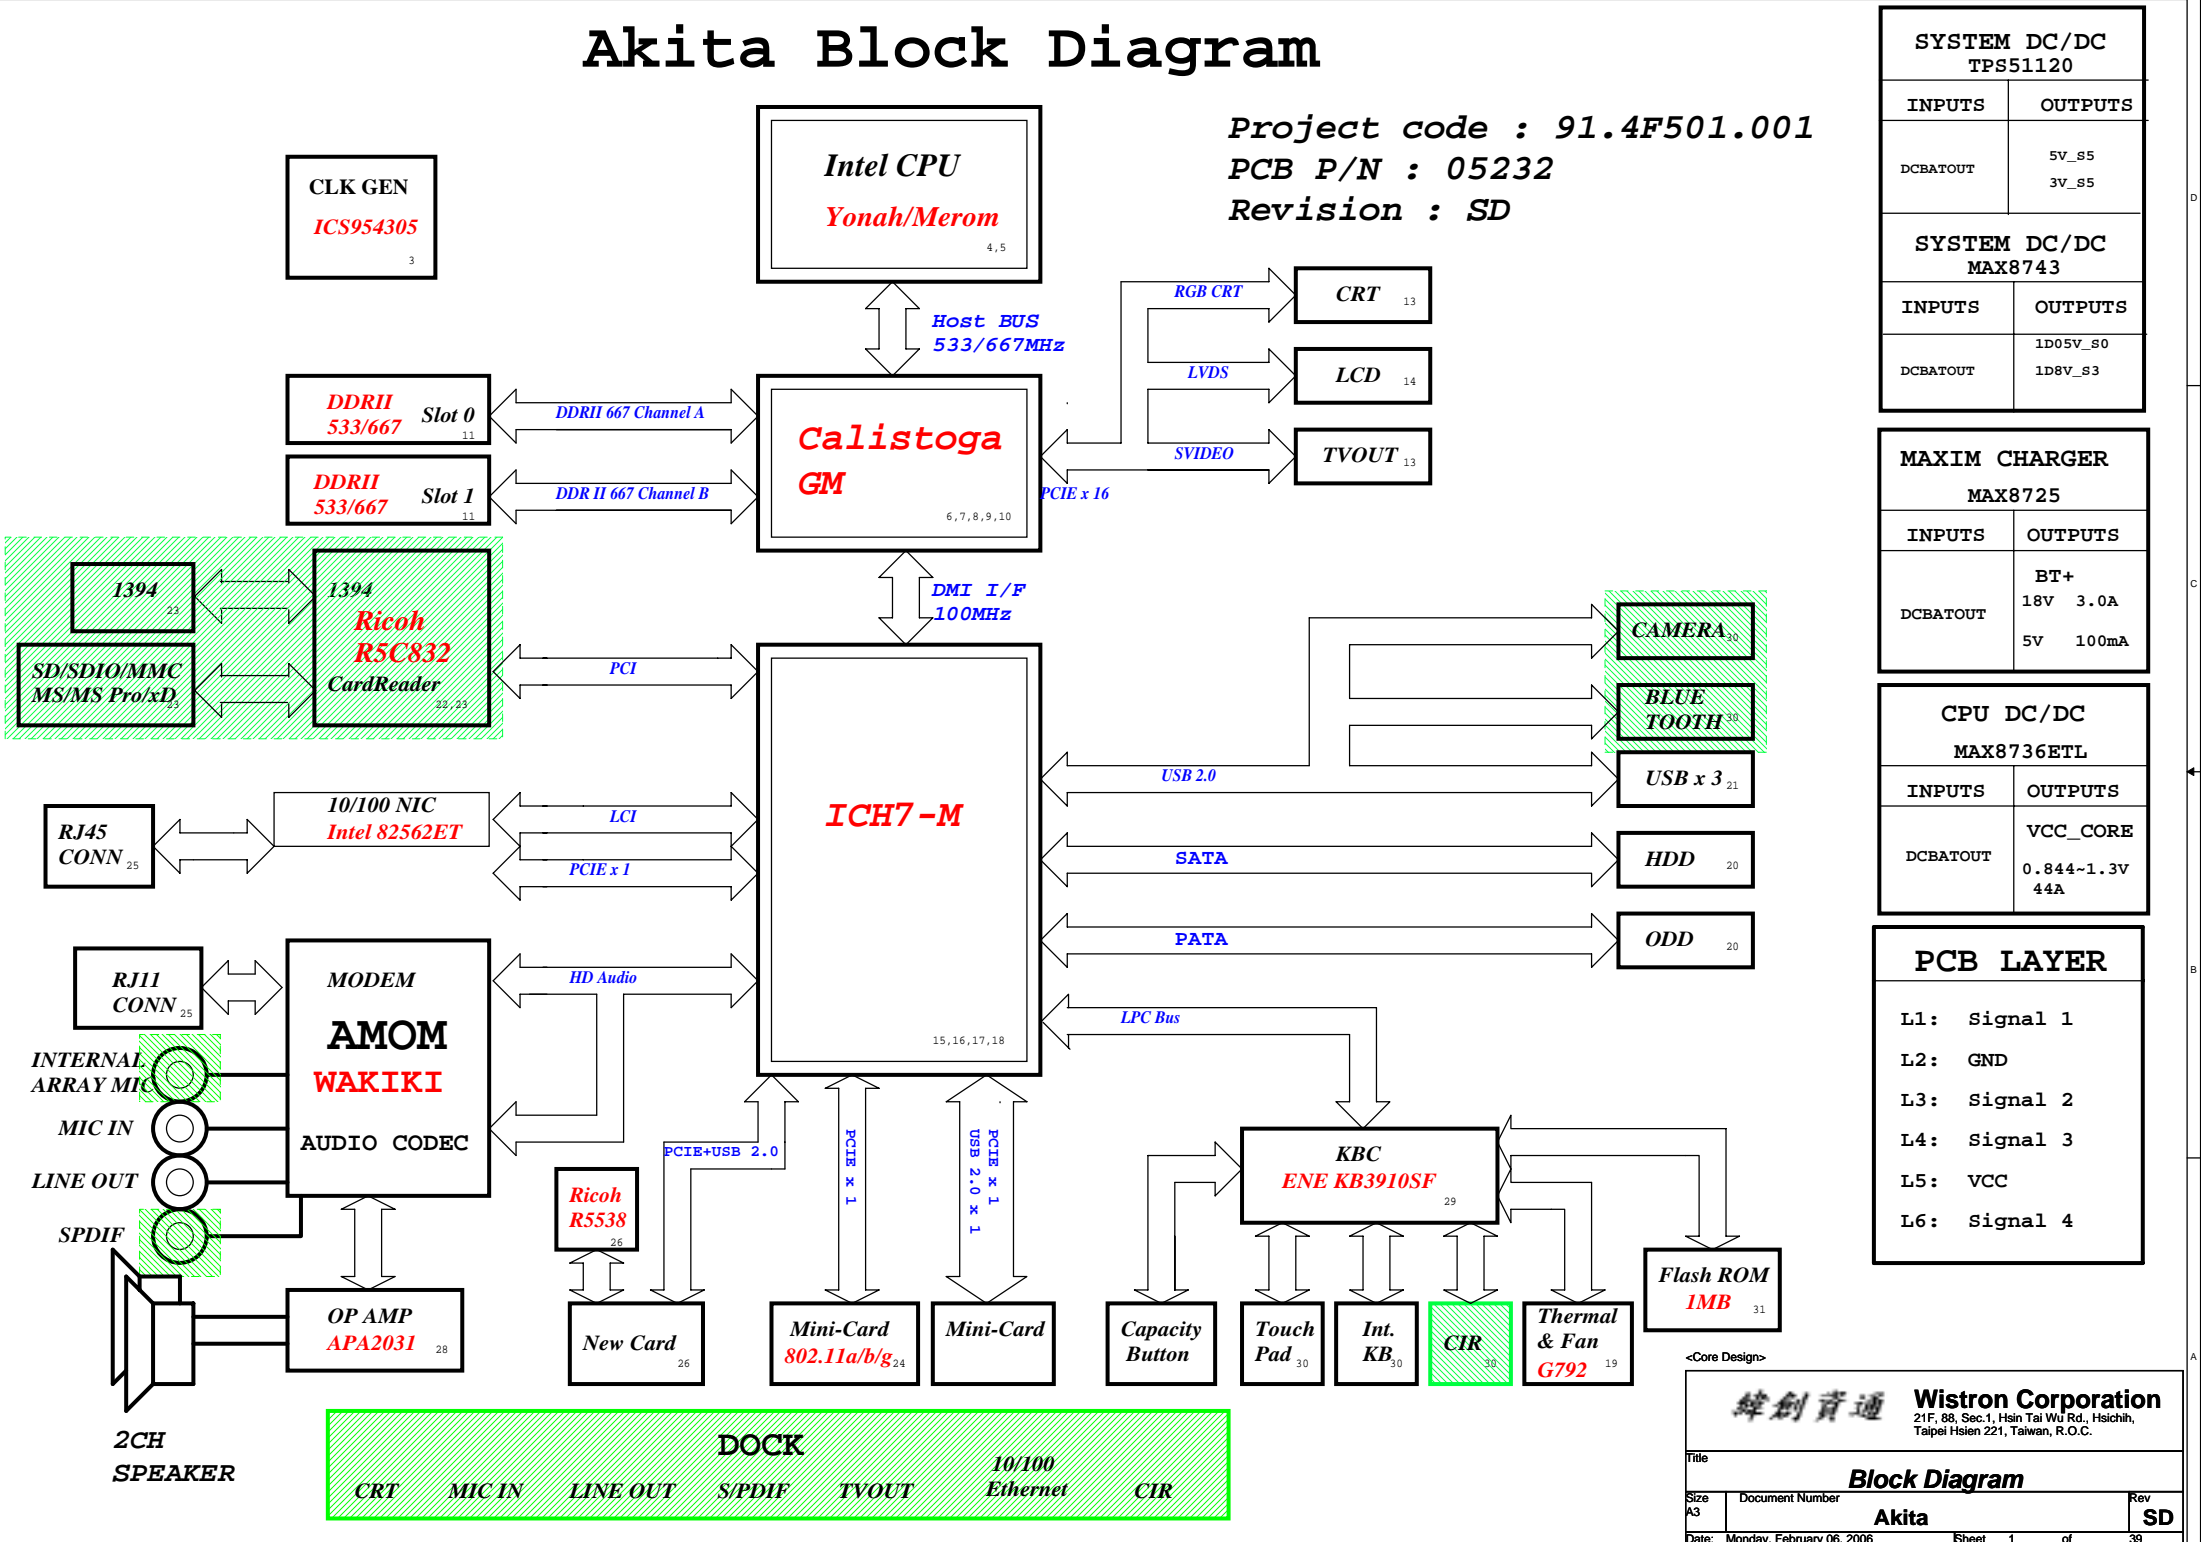 Akita Block Diagram
Project code : 91.4F501.001
PCB P/N : 05232
Revision : SD
CLK GEN
ICS954305
3
Intel CPU
Yonah/Merom
4,5
Host BUS
533/667MHz
DDRII
533/667
Slot 0
11
DDRII 667 Channel A
DDRII
533/667
Slot 1
11
DDR II 667 Channel B
Calistoga
GM
6,7,8,9,10
RGB CRT
CRT 13
LVDS
LCD 14
SVIDEO
TVOUT 13
PCIE x 16
DMI I/F
100MHz
1394
23
1394
Ricoh
R5C832
CardReader
22,23
SD/SDIO/MMC
MS/MS Pro/xD
23
PCI
ICH7-M
15,16,17,18
CAMERA 30
BLUE
TOOTH 30
USB 2.0
USB x 3 21
SATA
HDD 20
PATA
ODD 20
RJ45
CONN 25
10/100 NIC
Intel 82562ET
LCI
PCIE x 1
RJ11
CONN 25
MODEM
AMOM
WAKIKI
AUDIO CODEC
HD Audio
INTERNAL
ARRAY MIC
MIC IN
LINE OUT
SPDIF
OP AMP
APA2031 28
2CH
SPEAKER
LPC Bus
PCIE+USB 2.0
PCIE x 1
PCIE x 1
USB 2.0 x 1
Ricoh
R5538
26
New Card
26
Mini-Card
802.11a/b/g 24
Mini-Card
KBC
ENE KB3910SF
29
Capacity
Button
Touch
Pad 30
Int.
KB 30
CIR
30
Thermal
& Fan
G792 19
Flash ROM
1MB 31
DOCK
CRT MIC IN LINE OUT S/PDIF TVOUT 10/100
Ethernet CIR
SYSTEM DC/DC
TPS51120
INPUTS OUTPUTS
DCBATOUT
5V_S5
3V_S5
SYSTEM DC/DC
MAX8743
INPUTS OUTPUTS
DCBATOUT
1D05V_S0
1D8V_S3
MAXIM CHARGER
MAX8725
INPUTS OUTPUTS
DCBATOUT
BT+
18V 3.0A
5V 100mA
CPU DC/DC
MAX8736ETL
INPUTS OUTPUTS
DCBATOUT
VCC_CORE
0.844~1.3V
44A
PCB LAYER
L1: Signal 1
L2: GND
L3: Signal 2
L4: Signal 3
L5: VCC
L6: Signal 4
D
C
B
A
<Core Design>
緯創資通
Wistron Corporation
21F, 88, Sec.1, Hsin Tai Wu Rd., Hsichih,
Taipei Hsien 221, Taiwan, R.O.C.
Title
Block Diagram
Size
A3
Document Number
Akita
Rev
SD
Date: Monday, February 06, 2006 Sheet 1 of 39